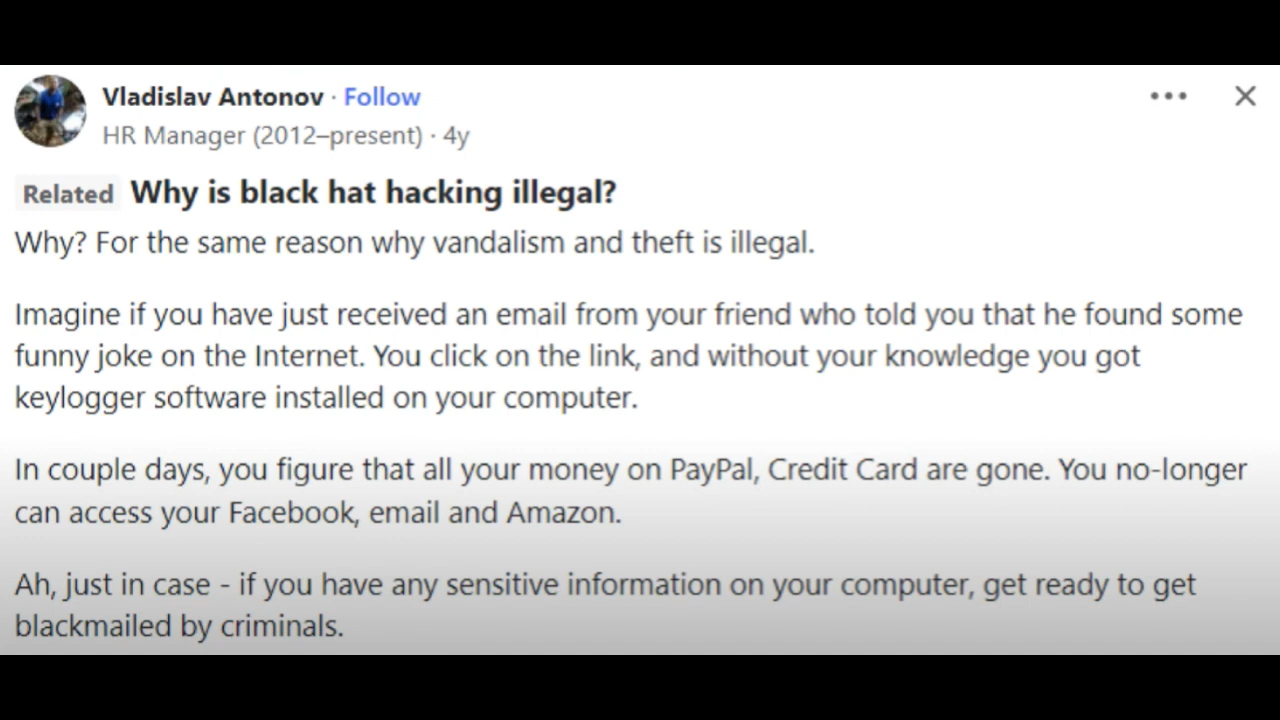 Vladislav Antonov · Follow
HR Manager (2012–present) · 4y
Related Why is black hat hacking illegal?
Why? For the same reason why vandalism and theft is illegal.
Imagine if you have just received an email from your friend who told you that he found some
funny joke on the Internet. You click on the link, and without your knowledge you got
keylogger software installed on your computer.
In couple days, you figure that all your money on PayPal, Credit Card are gone. You no-longer
can access your Facebook, email and Amazon.
Ah, just in case - if you have any sensitive information on your computer, get ready to get
blackmailed by criminals.